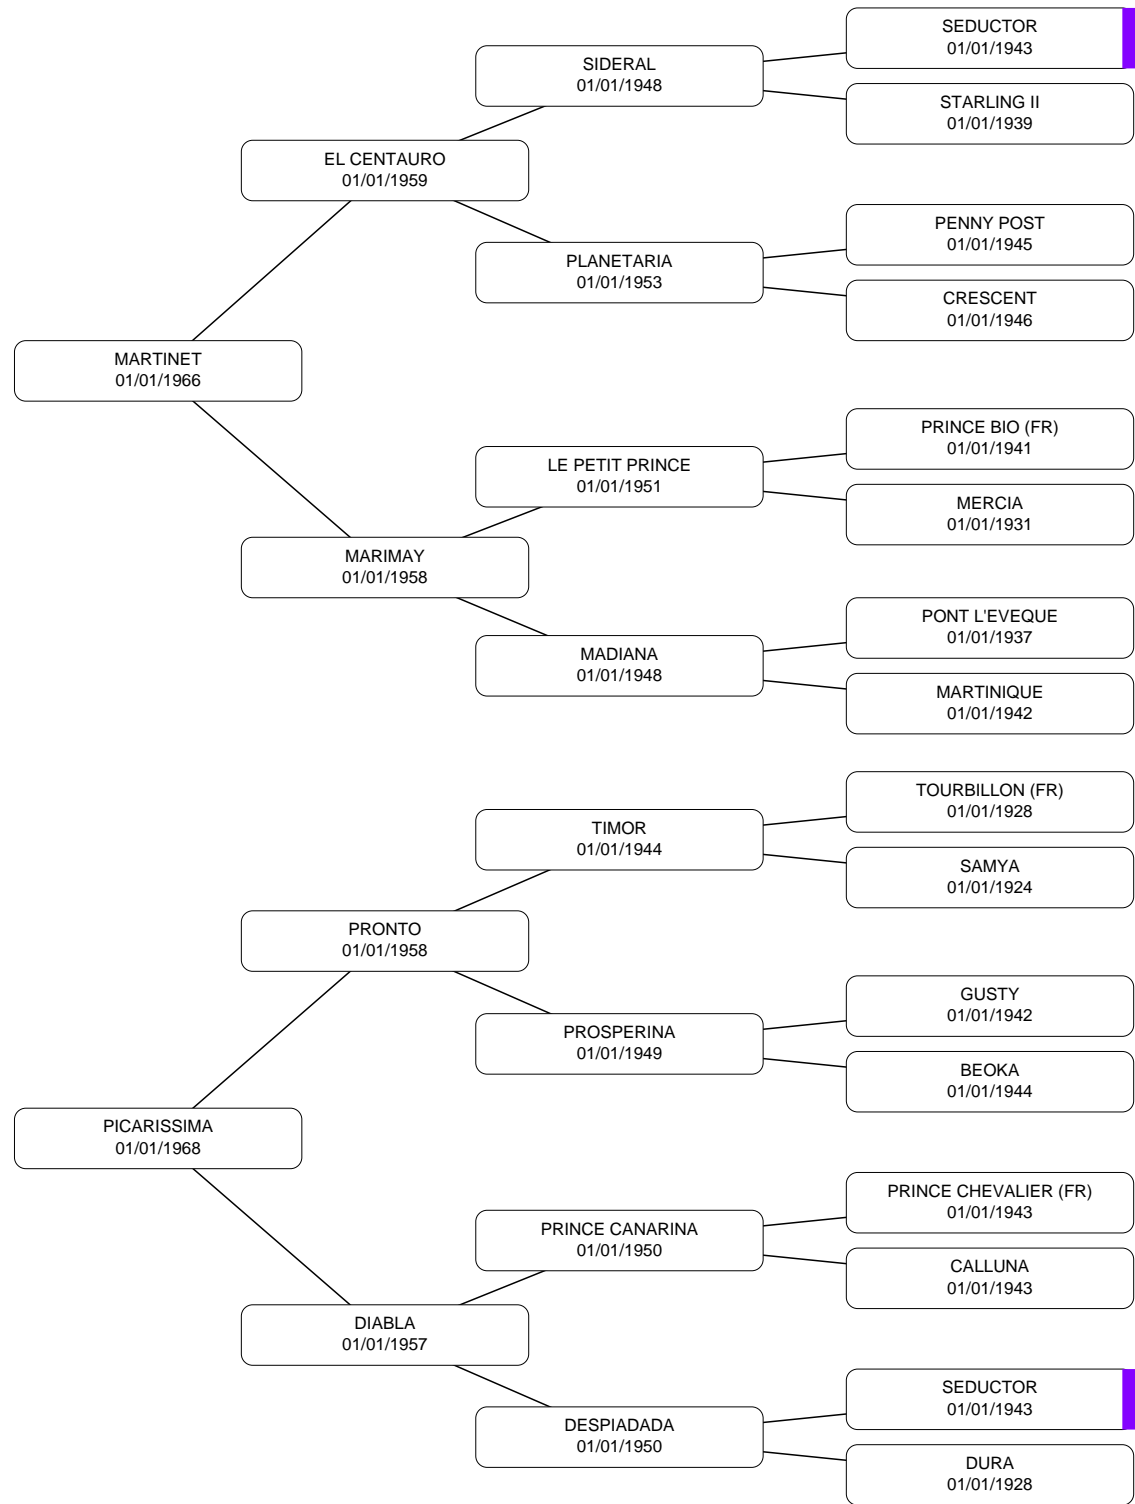 SEDUCTOR
01/01/1943
SIDERAL
01/01/1948
STARLING II
01/01/1939
EL CENTAURO
01/01/1959
PENNY POST
01/01/1945
PLANETARIA
01/01/1953
CRESCENT
01/01/1946
MARTINET
01/01/1966
PRINCE BIO (FR)
01/01/1941
LE PETIT PRINCE
01/01/1951
MERCIA
01/01/1931
MARIMAY
01/01/1958
PONT L'EVEQUE
01/01/1937
MADIANA
01/01/1948
MARTINIQUE
01/01/1942
TOURBILLON (FR)
01/01/1928
TIMOR
01/01/1944
SAMYA
01/01/1924
PRONTO
01/01/1958
GUSTY
01/01/1942
PROSPERINA
01/01/1949
BEOKA
01/01/1944
PICARISSIMA
01/01/1968
PRINCE CHEVALIER (FR)
01/01/1943
PRINCE CANARINA
01/01/1950
CALLUNA
01/01/1943
DIABLA
01/01/1957
SEDUCTOR
01/01/1943
DESPIADADA
01/01/1950
DURA
01/01/1928